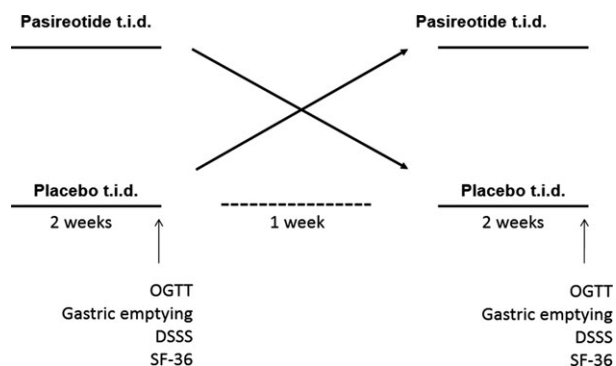 Pasireotide t.i.d.
Pasireotide t.i.d.
Placebo t.i.d.
Placebo t.i.d.
2 weeks
1 week
2 weeks
OGTT
Gastric emptying
DSSS
SF-36
OGTT
Gastric emptying
DSSS
SF-36